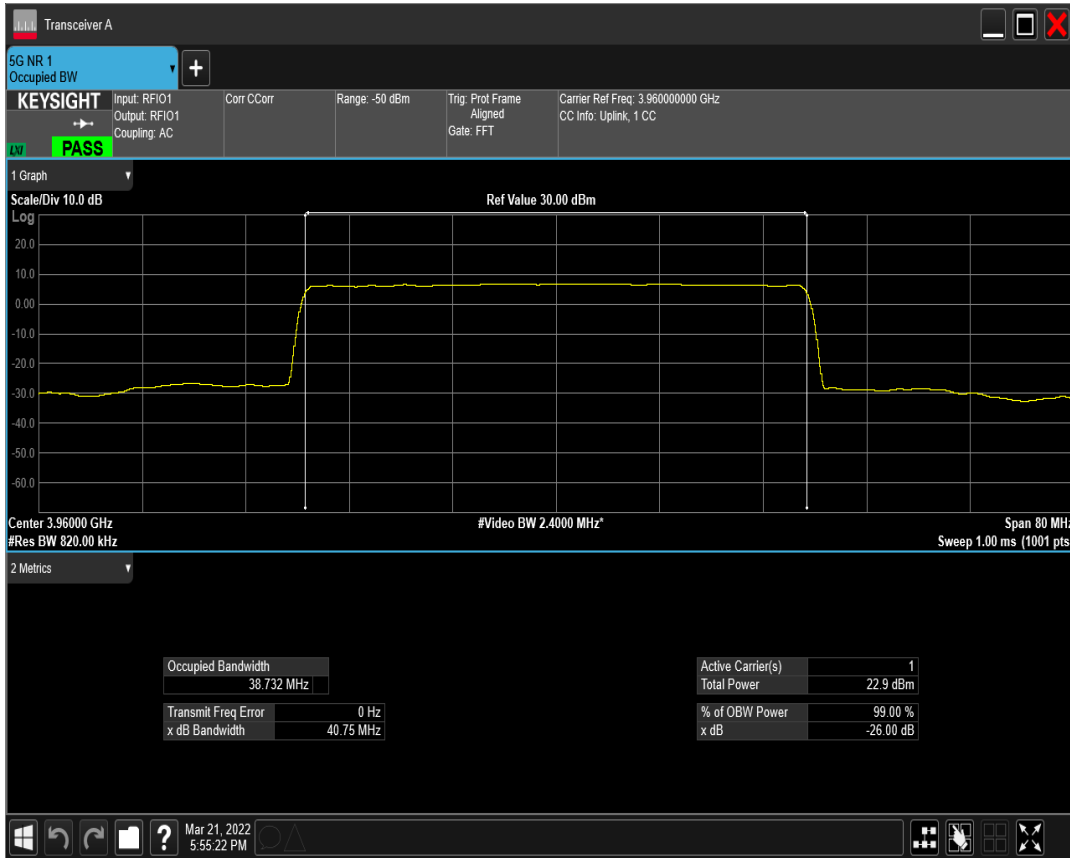 Transceiver A
5G NR 1
Occupied BW
+
KEYSIGHT
Input: RFIO1
Output: RFIO1
Coupling: AC
LXI
PASS
Corr CCorr
Range: -50 dBm
Trig: Prot Frame
Aligned
Gate: FFT
Carrier Ref Freq: 3.960000000 GHz
CC Info: Uplink, 1 CC
1 Graph
Scale/Div 10.0 dB
Ref Value 30.00 dBm
Log
20.0
10.0
0.00
-10.0
-20.0
-30.0
-40.0
-50.0
-60.0
Center 3.96000 GHz
#Video BW 2.4000 MHz*
Span 80 MHz
#Res BW 820.00 kHz
Sweep 1.00 ms (1001 pts
2 Metrics
Occupied Bandwidth
38.732 MHz
Transmit Freq Error 0 Hz
x dB Bandwidth 40.75 MHz
Active Carrier(s) 1
Total Power 22.9 dBm
% of OBW Power 99.00 %
x dB -26.00 dB
?
Mar 21, 2022
5:55:22 PM